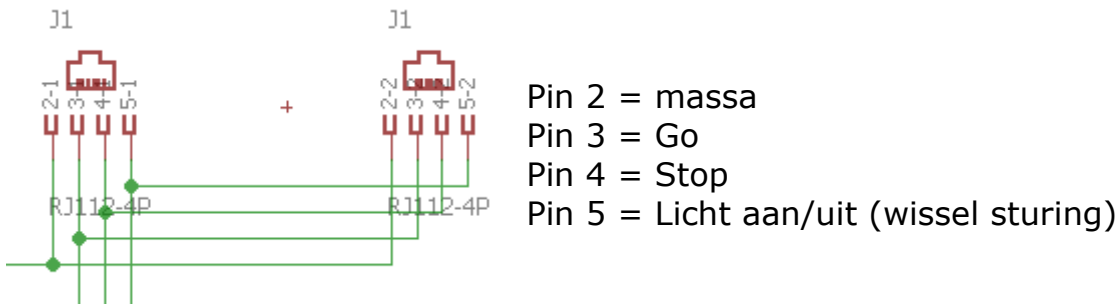 J1
J1
2-1
3-1
4-1
5-1
2-2
3-2
4-2
5-2
RJ112-4P
RJ112-4P
Pin 2 = massa
Pin 3 = Go
Pin 4 = Stop
Pin 5 = Licht aan/uit (wissel sturing)